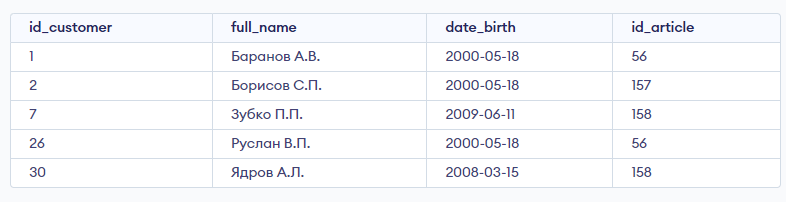 id_customer full_name date_birth id_article
1 Баранов А.В. 2000-05-18 56
2 Борисов С.П. 2000-05-18 157
7 Зубко П.П. 2009-06-11 158
26 Руслан В.П. 2000-05-18 56
30 Ядров А.Л. 2008-03-15 158